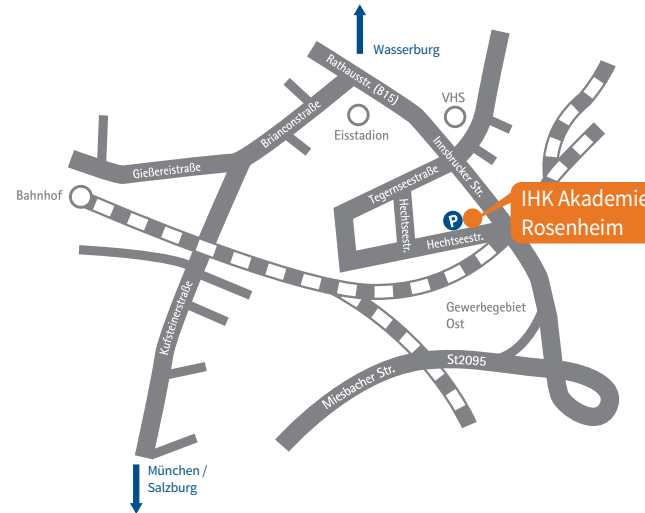 Wasserburg
Rathausstr. (B15)
VHS
Brianconstraße
Eisstadion
Innsbrucker Str.
Gießereistraße
Tegernseestraße
Bahnhof
IHK Akademie
Rosenheim
P
Hechtseestr.
Hechtseestr.
Kufsteinerstraße
Gewerbegebiet
Ost
St2095
Miesbacher Str.
München /
Salzburg